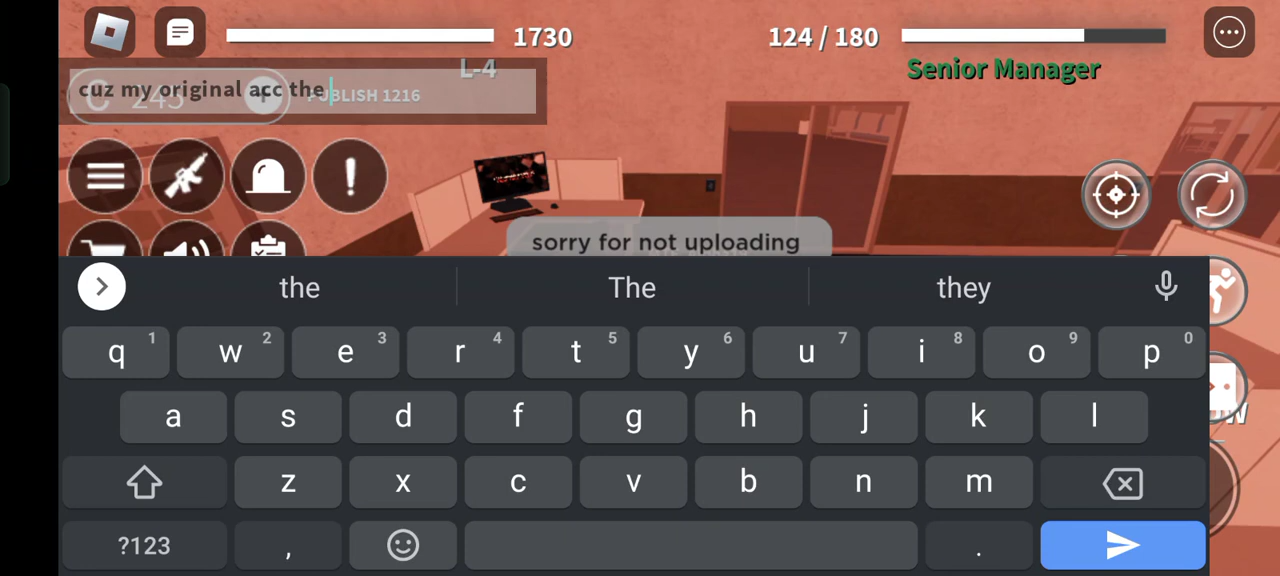 1730
124 / 180
L-4
Senior Manager
cuz my original acc the
PUBLISH 1216
sorry for not uploading
the The they
q 1 w 2 e 3 r 4 t 5 y 6 u 7 i 8 o 9 p 0
a s d f g h j k l
z x c v b n m
?123 , .